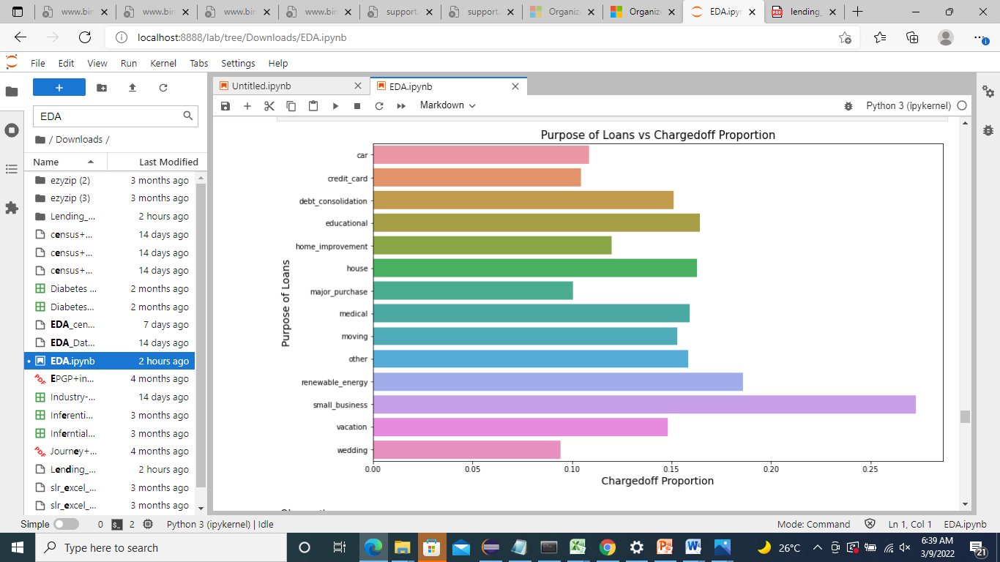 www.bin
www.bin
www.bin
www.bin
support.
support.
Organize
Organize
EDA.ipyn
lending_
localhost:8888/lab/tree/Downloads/EDA.ipynb
File Edit View Run Kernel Tabs Settings Help
Untitled.ipynb
EDA.ipynb
Markdown
Python 3 (ipykernel)
EDA
/ Downloads /
Name Last Modified
ezyzip (2) 3 months ago
ezyzip (3) 3 months ago
Lending_... 2 hours ago
census+... 14 days ago
census+... 14 days ago
census+... 14 days ago
Diabetes ... 2 months ago
Diabetes... 2 months ago
EDA_cen... 7 days ago
EDA_Dat... 14 days ago
EDA.ipynb 2 hours ago
EPGP+in... 4 months ago
Industry-... 14 days ago
Inferenti... 3 months ago
Inferntial... 3 months ago
Journey+... 4 months ago
Lending_... 2 hours ago
slr_excel_... 3 months ago
slr_excel_... 3 months ago
Purpose of Loans vs Chargedoff Proportion
Purpose of Loans
car
credit_card
debt_consolidation
educational
home_improvement
house
major_purchase
medical
moving
other
renewable_energy
small_business
vacation
wedding
0.00 0.05 0.10 0.15 0.20 0.25
Chargedoff Proportion
Simple 0 2 Python 3 (ipykernel) | Idle Mode: Command Ln 1, Col 1 EDA.ipynb
Type here to search
26°C
6:39 AM
3/9/2022
21